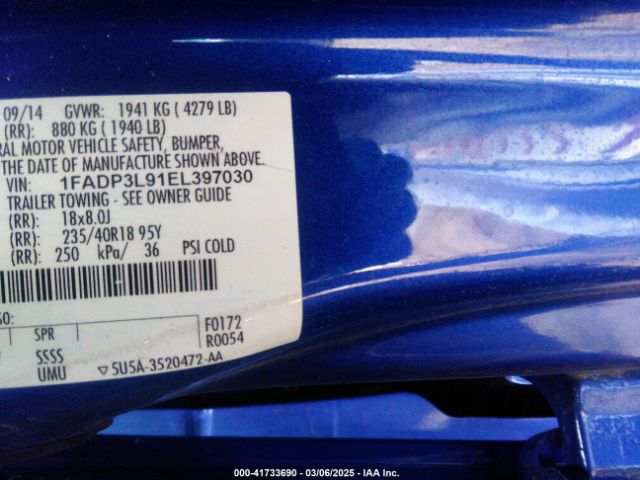 09/14 GVWR: 1941 KG ( 4279 LB)
(RR): 880 KG ( 1940 LB)
RAL MOTOR VEHICLE SAFETY, BUMPER,
THE DATE OF MANUFACTURE SHOWN ABOVE.
VIN: 1FADP3L91EL397030
TRAILER TOWING - SEE OWNER GUIDE
(RR): 18x8.0J
(RR): 235/40R18 95Y
(RR): 250 kPa/ 36 PSI COLD
SO:
SPR F0172
R0054
SSSS
UMU ▽5U5A-3520472-AA
000-41733690 - 03/06/2025 - IAA Inc.